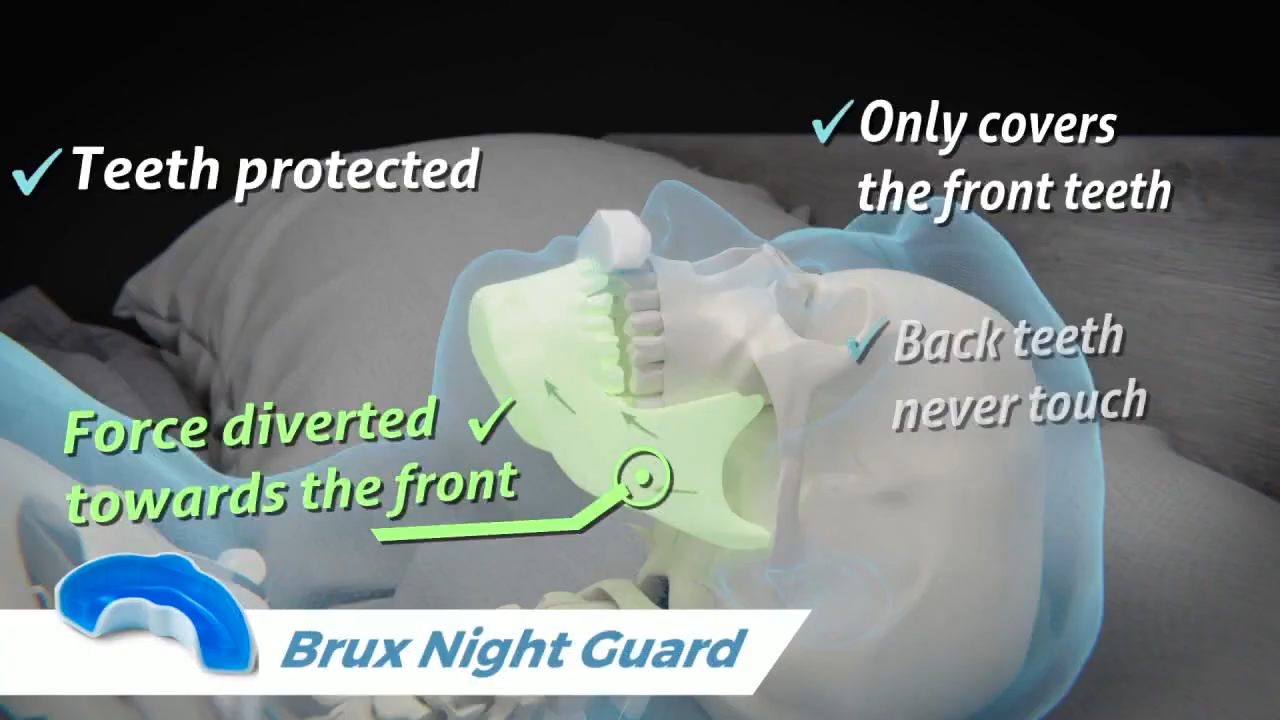 Teeth protected
Only covers
the front teeth
Back teeth
never touch
Force diverted
towards the front
Brux Night Guard